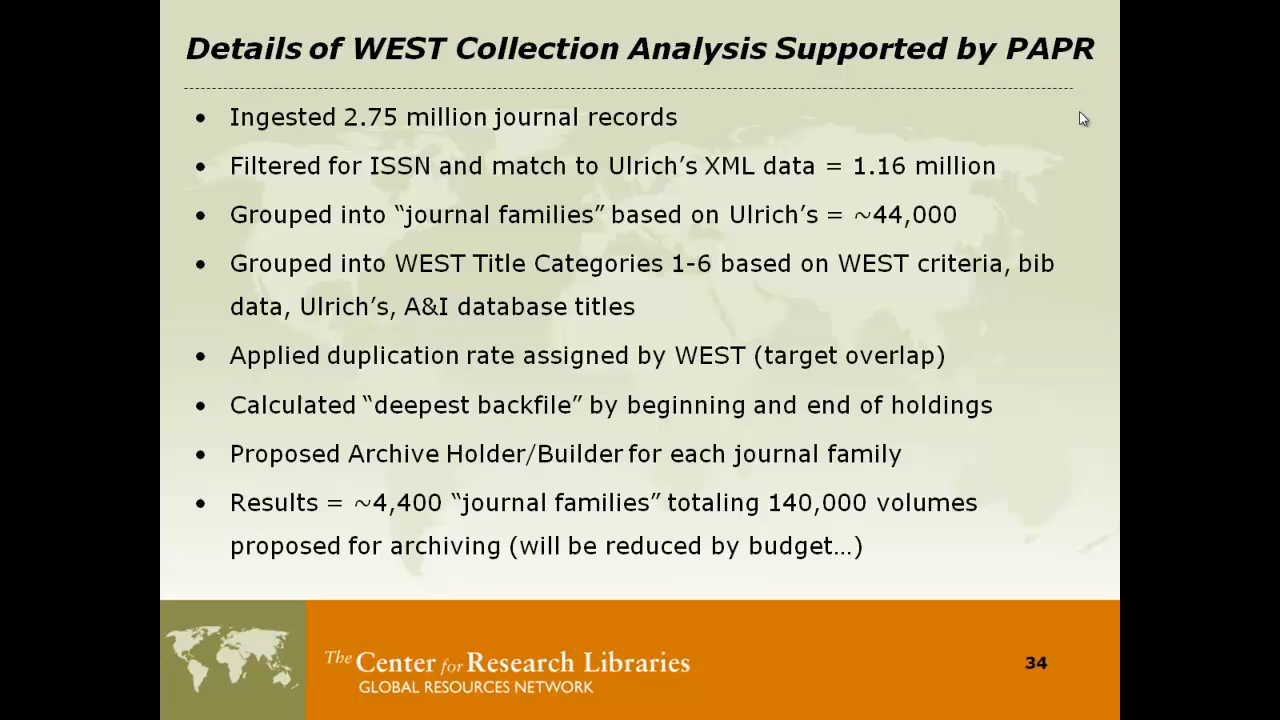 Details of WEST Collection Analysis Supported by PAPR
• Ingested 2.75 million journal records
• Filtered for ISSN and match to Ulrich’s XML data = 1.16 million
• Grouped into “journal families” based on Ulrich’s = ~44,000
• Grouped into WEST Title Categories 1-6 based on WEST criteria, bib
data, Ulrich’s, A&I database titles
• Applied duplication rate assigned by WEST (target overlap)
• Calculated “deepest backfile” by beginning and end of holdings
• Proposed Archive Holder/Builder for each journal family
• Results = ~4,400 “journal families” totaling 140,000 volumes
proposed for archiving (will be reduced by budget…)
The Center for Research Libraries
GLOBAL RESOURCES NETWORK
34